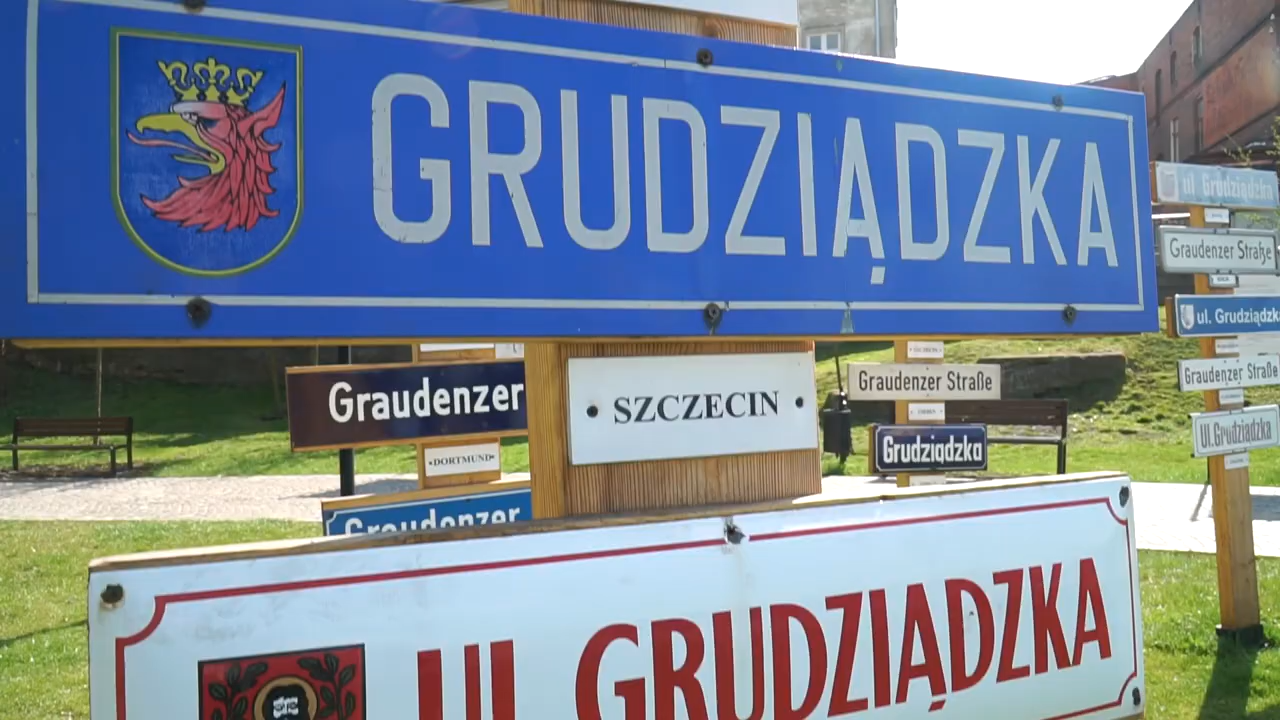 GRUDZIĄDZKA
ul Grudziądzka
Graudenzer Straße
ul. Grudziądzka
Graudenzer Straße
Ul. Grudziądzka
Graudenzer
SZCZECIN
Graudenzer Straße
Grudziądzka
DORTMUND
Graudenzer
UL GRUDZIĄDZKA